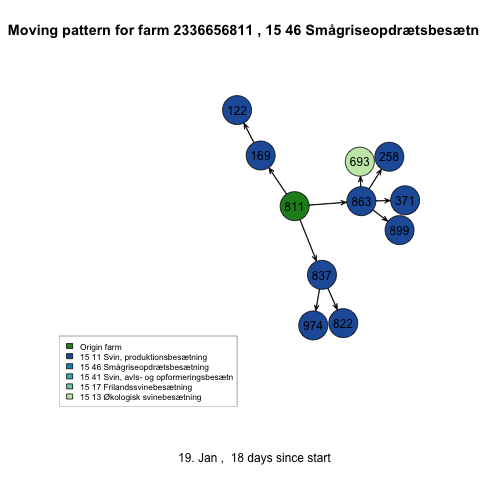 Moving pattern for farm 2336656811 , 15 46 Smågriseopdrætsbesætn
122
169
693
258
811
863
371
899
837
974
822
Origin farm
15 11 Svin, produktionsbesætning
15 46 Smågriseopdrætsbesætning
15 41 Svin, avls- og opformeringsbesætn
15 17 Frilandssvinebesætning
15 13 Økologisk svinebesætning
19. Jan , 18 days since start